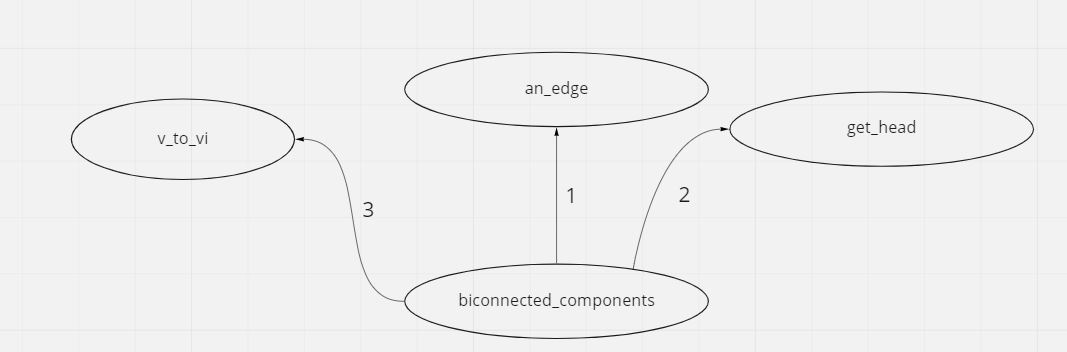 an_edge
get_head
v_to_vi
1
2
3
biconnected_components